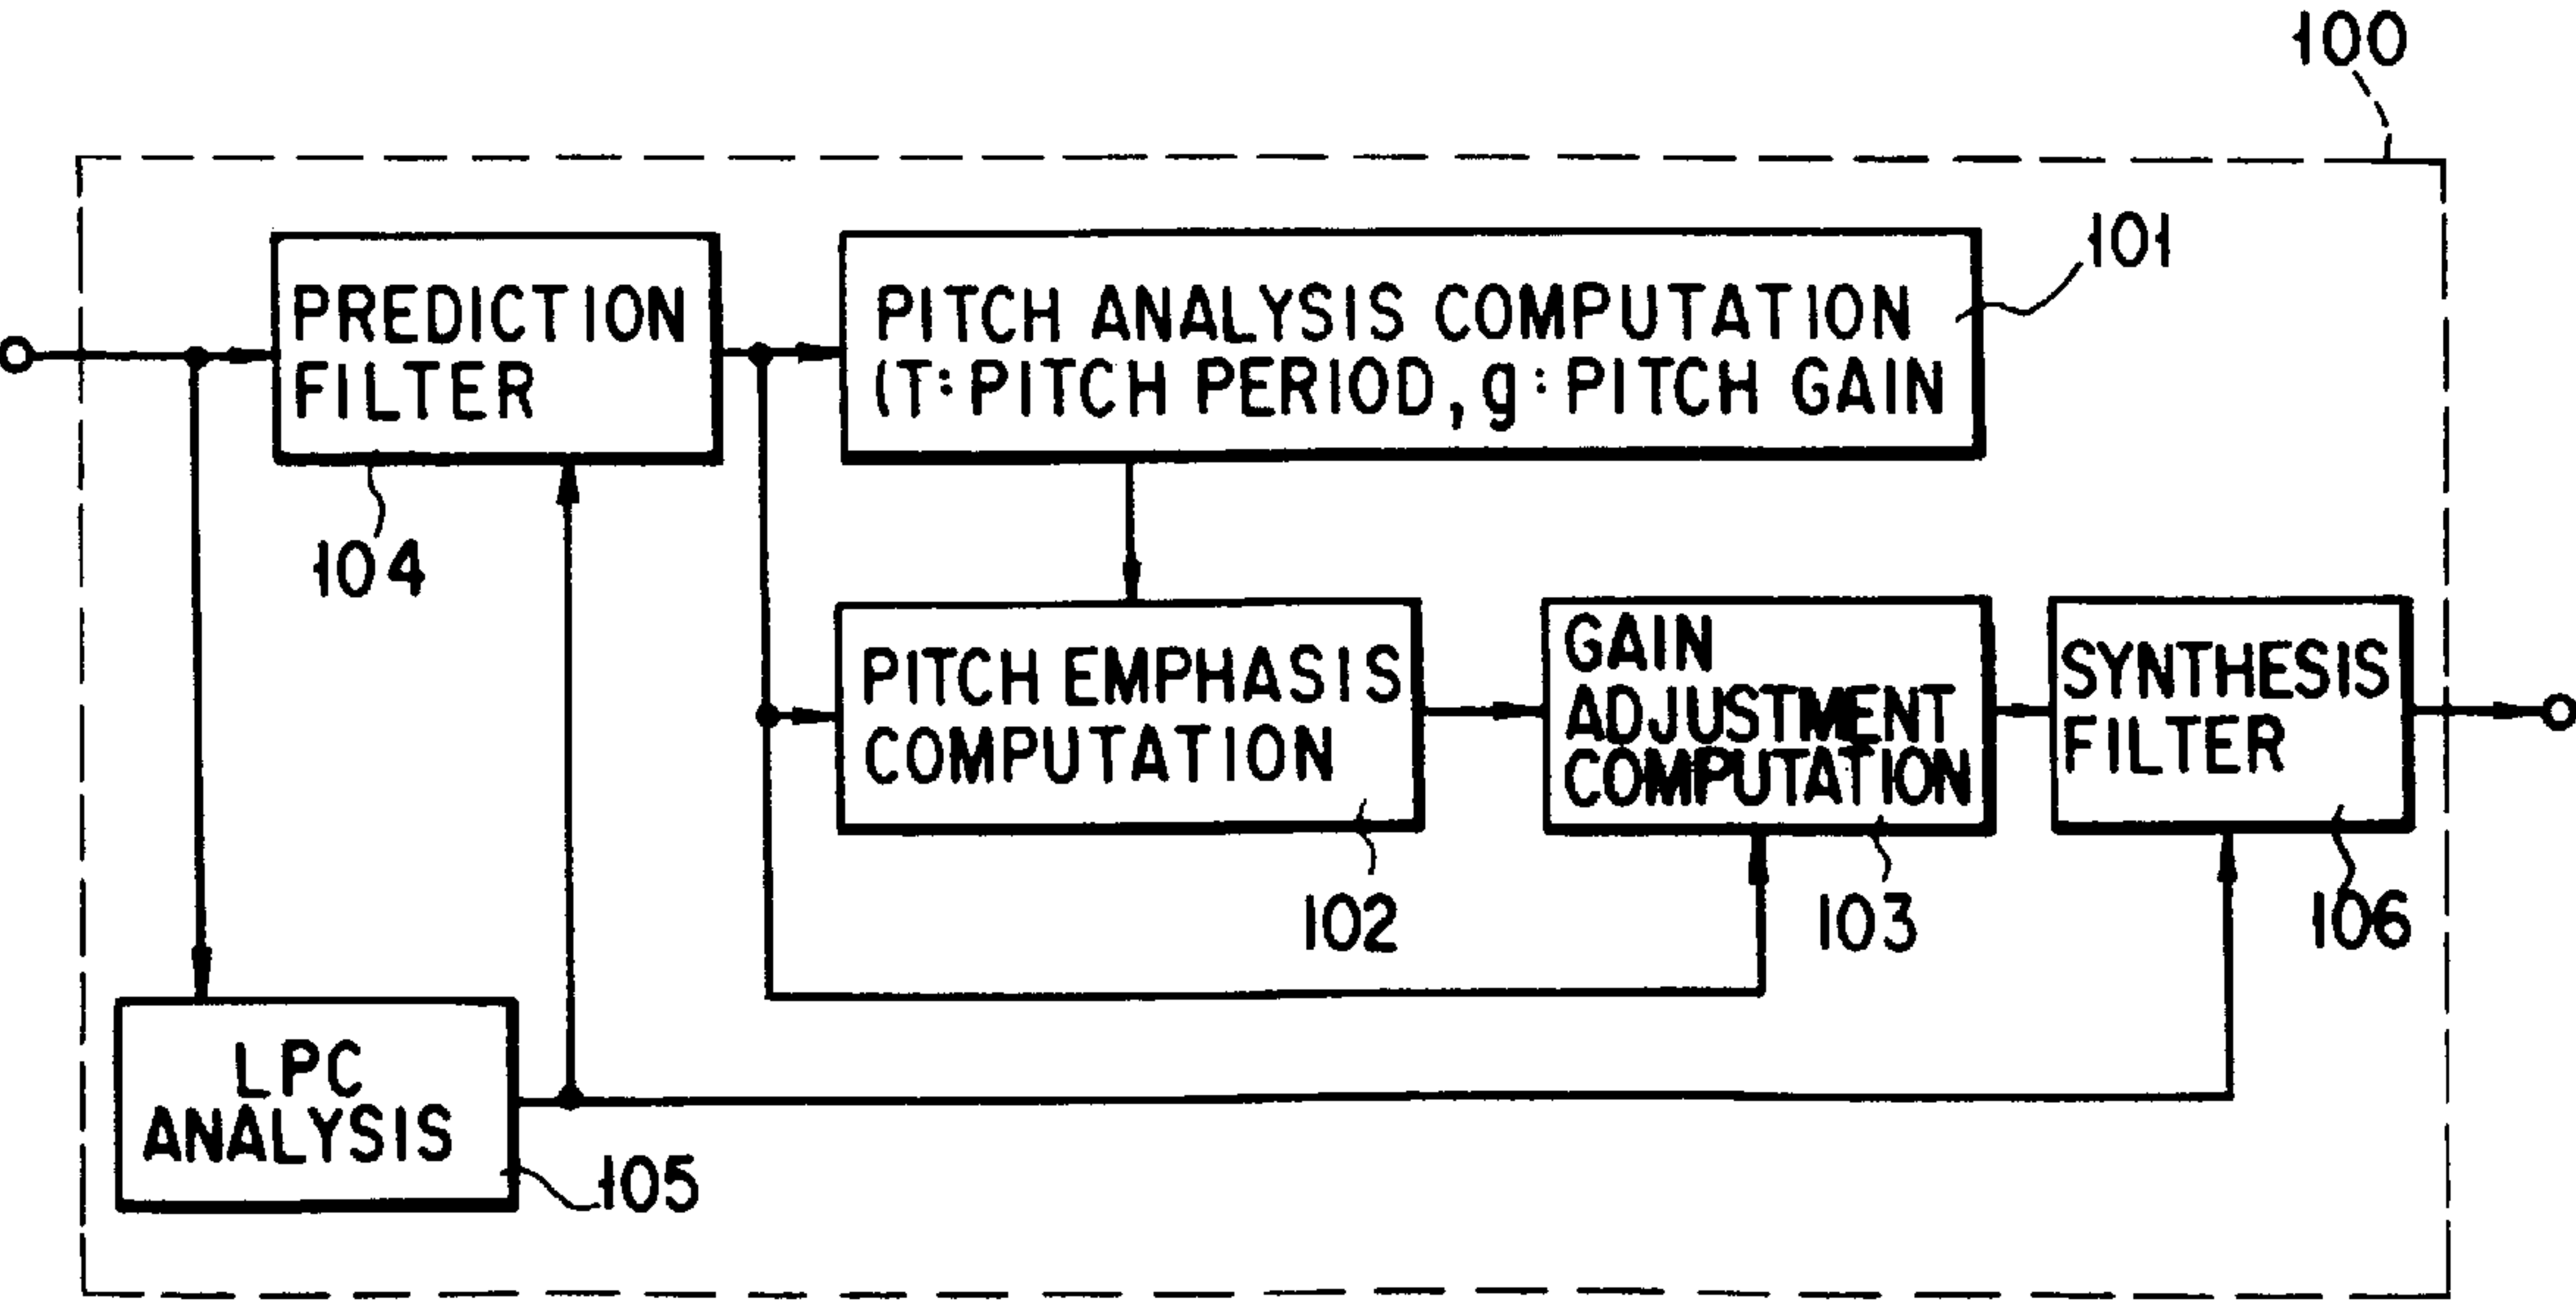 100
PREDICTION
FILTER
104
PITCH ANALYSIS COMPUTATION
(T: PITCH PERIOD, g: PITCH GAIN
101
PITCH EMPHASIS
COMPUTATION
102
GAIN
ADJUSTMENT
COMPUTATION
103
SYNTHESIS
FILTER
106
LPC
ANALYSIS
105